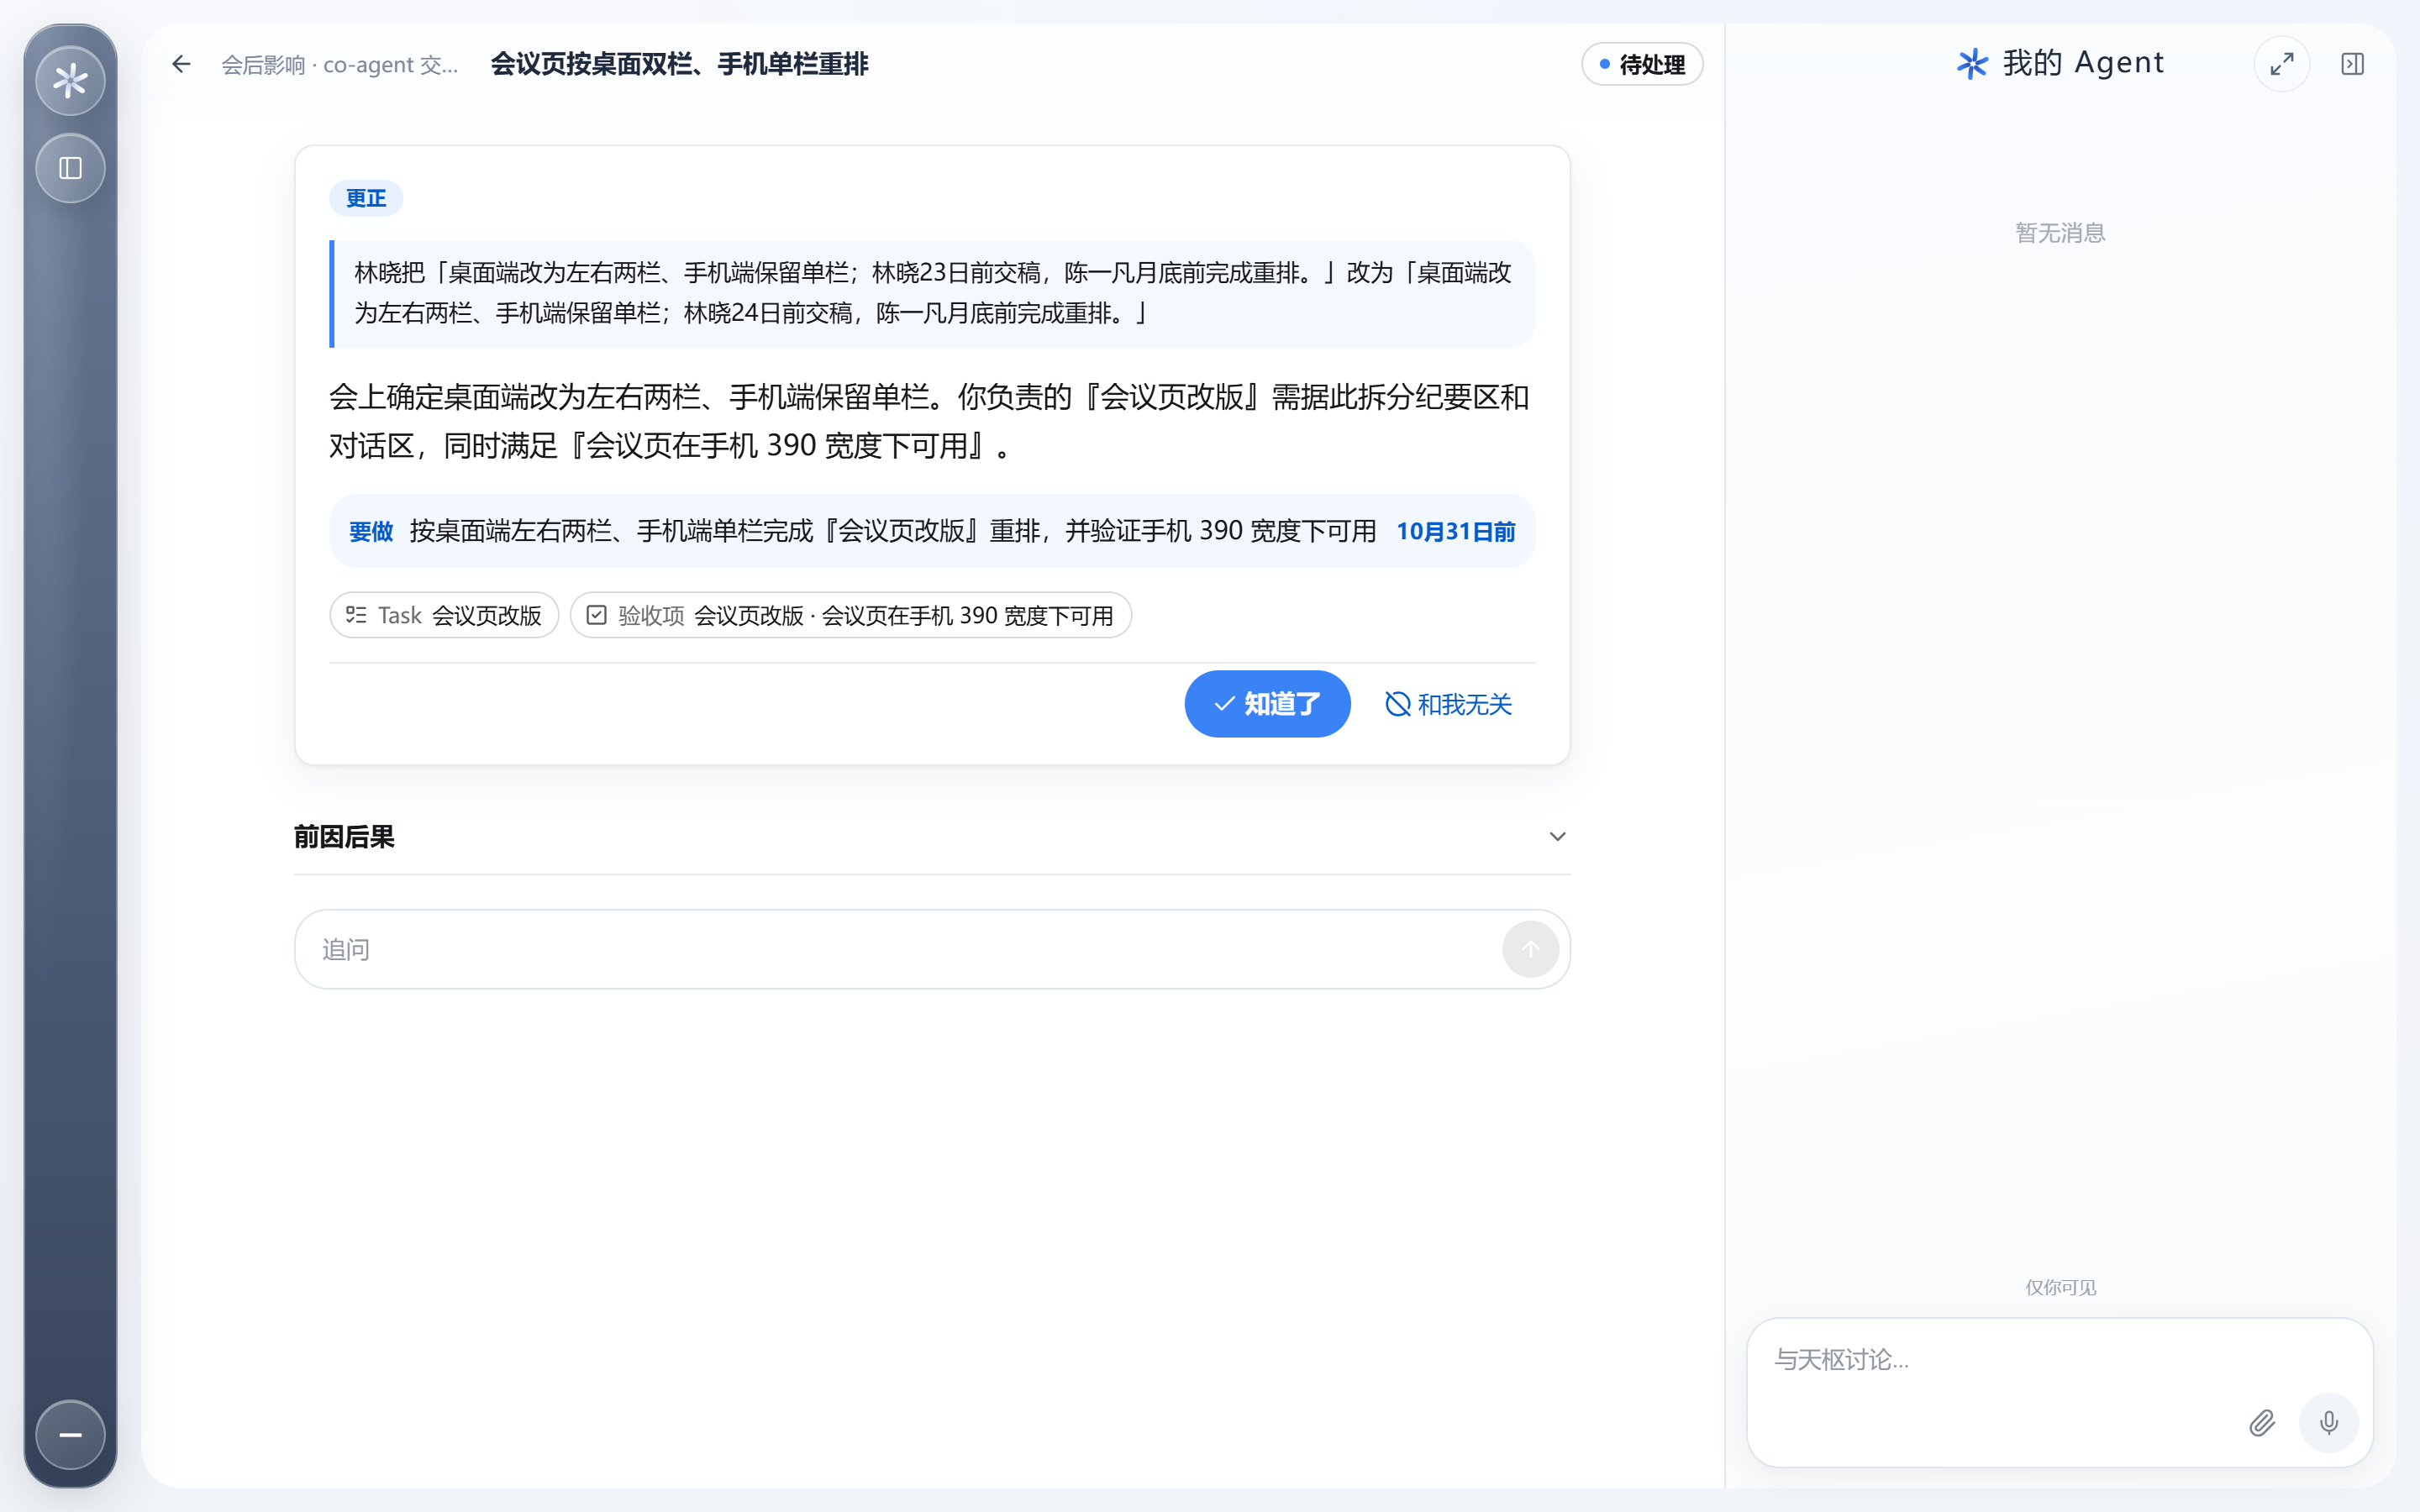 会后影响 · co-agent 交...
会议页按桌面双栏、手机单栏重排
待处理
我的 Agent
更正
林晓把「桌面端改为左右两栏、手机端保留单栏；林晓23日前交稿，陈一凡月底前完成重排。」改为「桌面端改
为左右两栏、手机端保留单栏；林晓24日前交稿，陈一凡月底前完成重排。」
会上确定桌面端改为左右两栏、手机端保留单栏。你负责的『会议页改版』需据此拆分纪要区和
对话区，同时满足『会议页在手机 390 宽度下可用』。
要做 按桌面端左右两栏、手机端单栏完成『会议页改版』重排，并验证手机 390 宽度下可用 10月31日前
Task 会议页改版
验收项 会议页改版 · 会议页在手机 390 宽度下可用
知道了
和我无关
前因后果
追问
暂无消息
仅你可见
与天枢讨论...